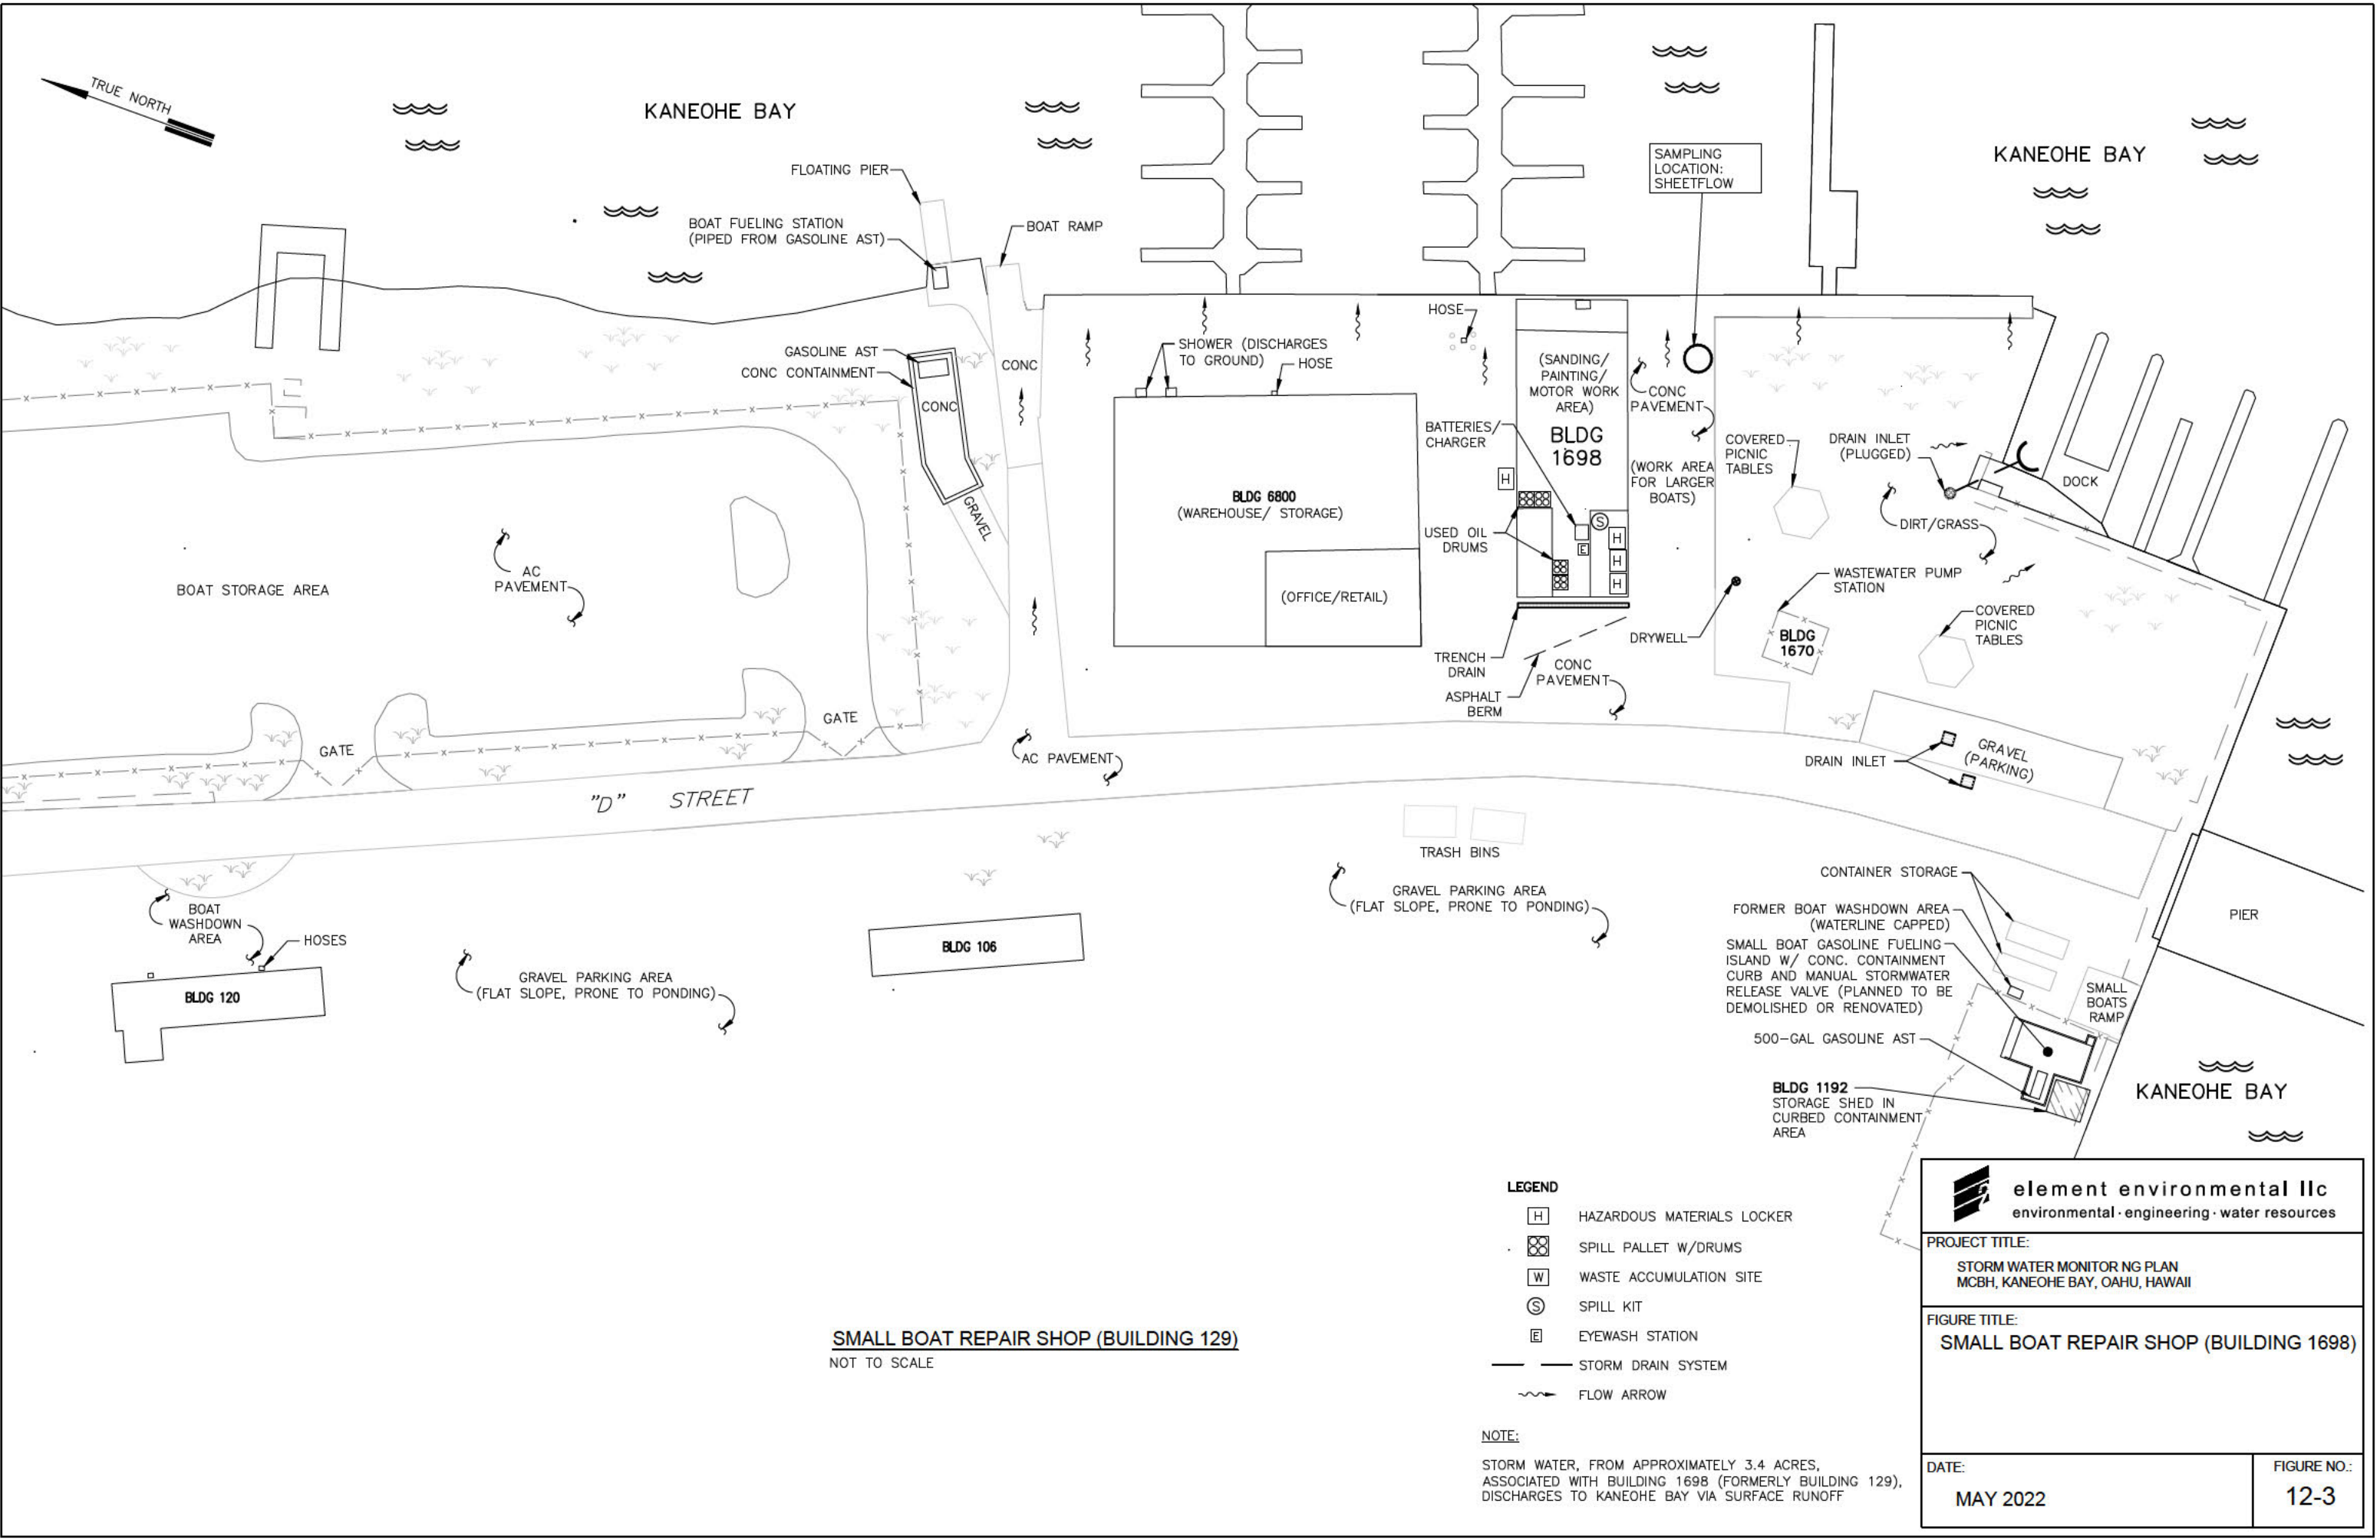 TRUE NORTH
KANEOHE BAY
KANEOHE BAY
FLOATING PIER
BOAT FUELING STATION
(PIPED FROM GASOLINE AST)
BOAT RAMP
SAMPLING
LOCATION:
SHEETFLOW
GASOLINE AST
CONC CONTAINMENT
CONC
CONC
GRAVEL
SHOWER (DISCHARGES
TO GROUND)
HOSE
HOSE
(SANDING/
PAINTING/
MOTOR WORK
AREA)
BLDG
1698
CONC
PAVEMENT
BATTERIES/
CHARGER
H
(WORK AREA
FOR LARGER
BOATS)
COVERED
PICNIC
TABLES
DRAIN INLET
(PLUGGED)
DOCK
DIRT/GRASS
BLDG 6800
(WAREHOUSE/ STORAGE)
(OFFICE/RETAIL)
USED OIL
DRUMS
S
E
H
H
H
BOAT STORAGE AREA
AC
PAVEMENT
WASTEWATER PUMP
STATION
COVERED
PICNIC
TABLES
DRYWELL
BLDG
1670
TRENCH
DRAIN
ASPHALT
BERM
CONC
PAVEMENT
GATE
GATE
AC PAVEMENT
"D" STREET
DRAIN INLET
GRAVEL
(PARKING)
TRASH BINS
GRAVEL PARKING AREA
(FLAT SLOPE, PRONE TO PONDING)
BOAT
WASHDOWN
AREA
HOSES
BLDG 120
GRAVEL PARKING AREA
(FLAT SLOPE, PRONE TO PONDING)
BLDG 106
CONTAINER STORAGE
FORMER BOAT WASHDOWN AREA
(WATERLINE CAPPED)
SMALL BOAT GASOLINE FUELING
ISLAND W/ CONC. CONTAINMENT
CURB AND MANUAL STORMWATER
RELEASE VALVE (PLANNED TO BE
DEMOLISHED OR RENOVATED)
500-GAL GASOLINE AST
BLDG 1192
STORAGE SHED IN
CURBED CONTAINMENT
AREA
SMALL
BOATS
RAMP
PIER
KANEOHE BAY
LEGEND
H HAZARDOUS MATERIALS LOCKER
SPILL PALLET W/DRUMS
W WASTE ACCUMULATION SITE
S SPILL KIT
E EYEWASH STATION
STORM DRAIN SYSTEM
FLOW ARROW
NOTE:
STORM WATER, FROM APPROXIMATELY 3.4 ACRES,
ASSOCIATED WITH BUILDING 1698 (FORMERLY BUILDING 129),
DISCHARGES TO KANEOHE BAY VIA SURFACE RUNOFF
SMALL BOAT REPAIR SHOP (BUILDING 129)
NOT TO SCALE
2
element environmental llc
environmental · engineering · water resources
PROJECT TITLE:
STORM WATER MONITOR NG PLAN
MCBH, KANEOHE BAY, OAHU, HAWAII
FIGURE TITLE:
SMALL BOAT REPAIR SHOP (BUILDING 1698)
DATE:
MAY 2022
FIGURE NO.:
12-3